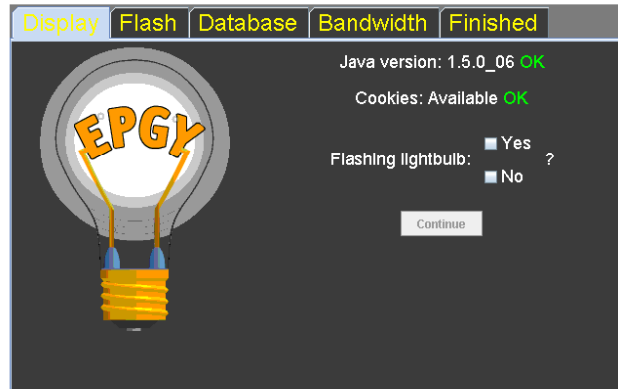 Display Flash Database Bandwidth Finished
EPGY
Java version: 1.5.0_06 OK
Cookies: Available OK
Flashing lightbulb: Yes ?
No
Continue